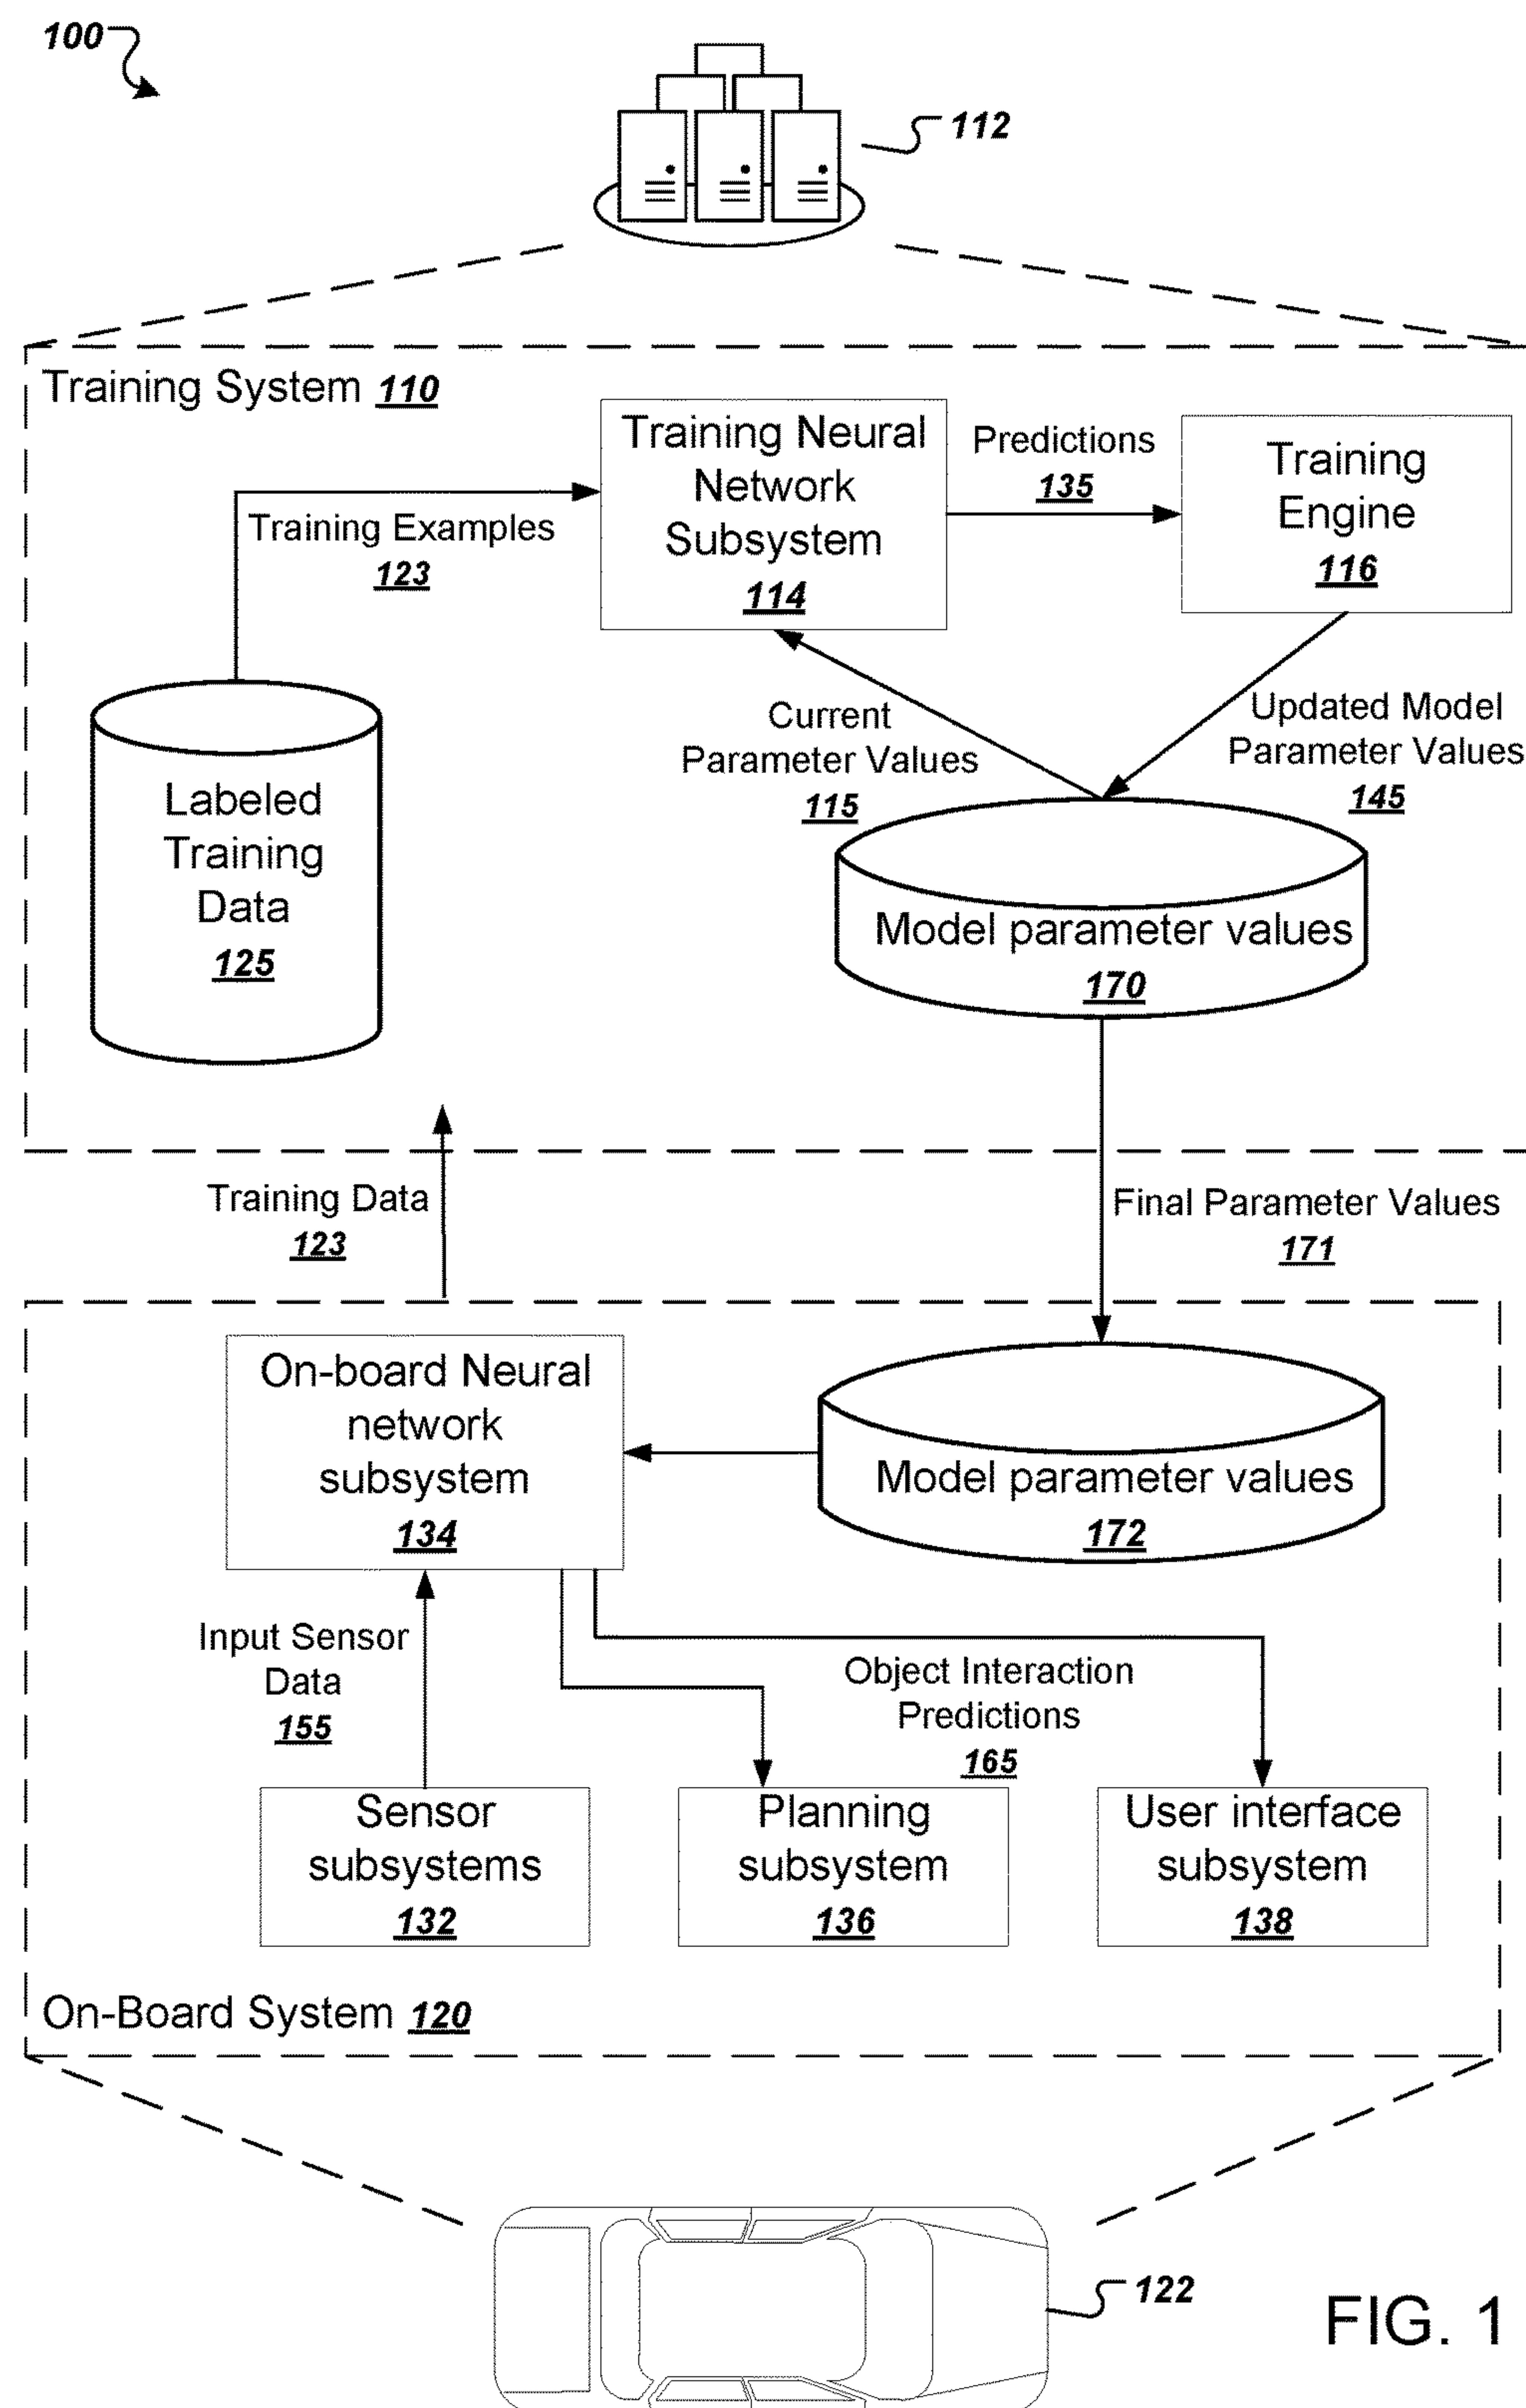 100
112
Training System 110
Training Neural
Network
Subsystem
114
Predictions
135
Training
Engine
116
Training Examples
123
Current
Parameter Values
115
Updated Model
Parameter Values
145
Labeled
Training
Data
125
Model parameter values
170
Training Data
123
Final Parameter Values
171
On-board Neural
network
subsystem
134
Model parameter values
172
Input Sensor
Data
155
Object Interaction
Predictions
165
Sensor
subsystems
132
Planning
subsystem
136
User interface
subsystem
138
On-Board System 120
122
FIG. 1